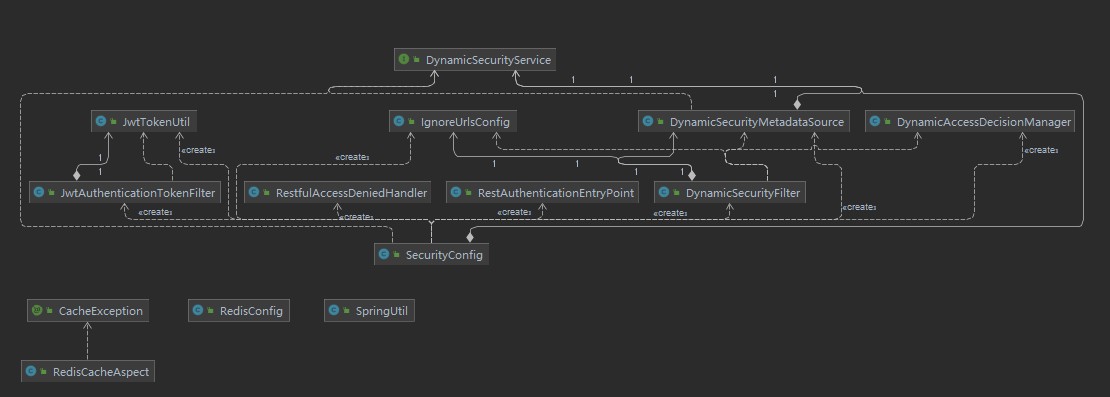 DynamicSecurityService
1 1 1
1
JwtTokenUtil IgnoreUrlsConfig DynamicSecurityMetadataSource DynamicAccessDecisionManager
«create»
«create»
1 1 1 1
1 1
JwtAuthenticationTokenFilter RestfulAccessDeniedHandler RestAuthenticationEntryPoint DynamicSecurityFilter
«create» «create» «create» «create» «create»
SecurityConfig
CacheException RedisConfig SpringUtil
RedisCacheAspect